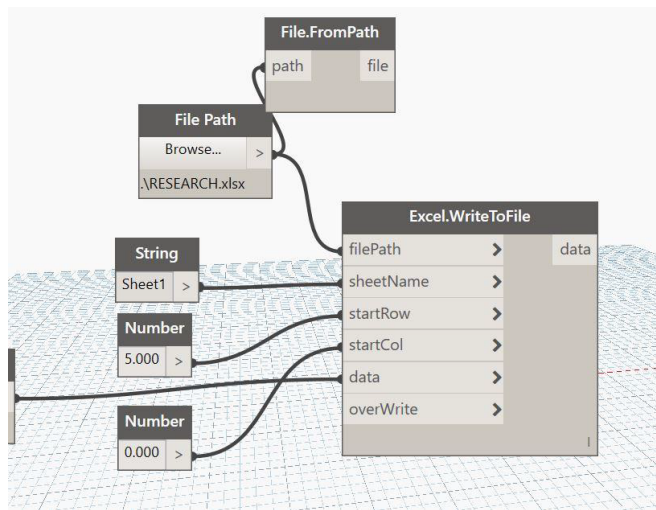 File.FromPath
path file
File Path
Browse... >
.\RESEARCH.xlsx
Excel.WriteToFile
filePath > data
String
Sheet1 >
sheetName >
Number
startRow >
5.000 >
startCol >
data >
Number
overWrite >
0.000 >
l